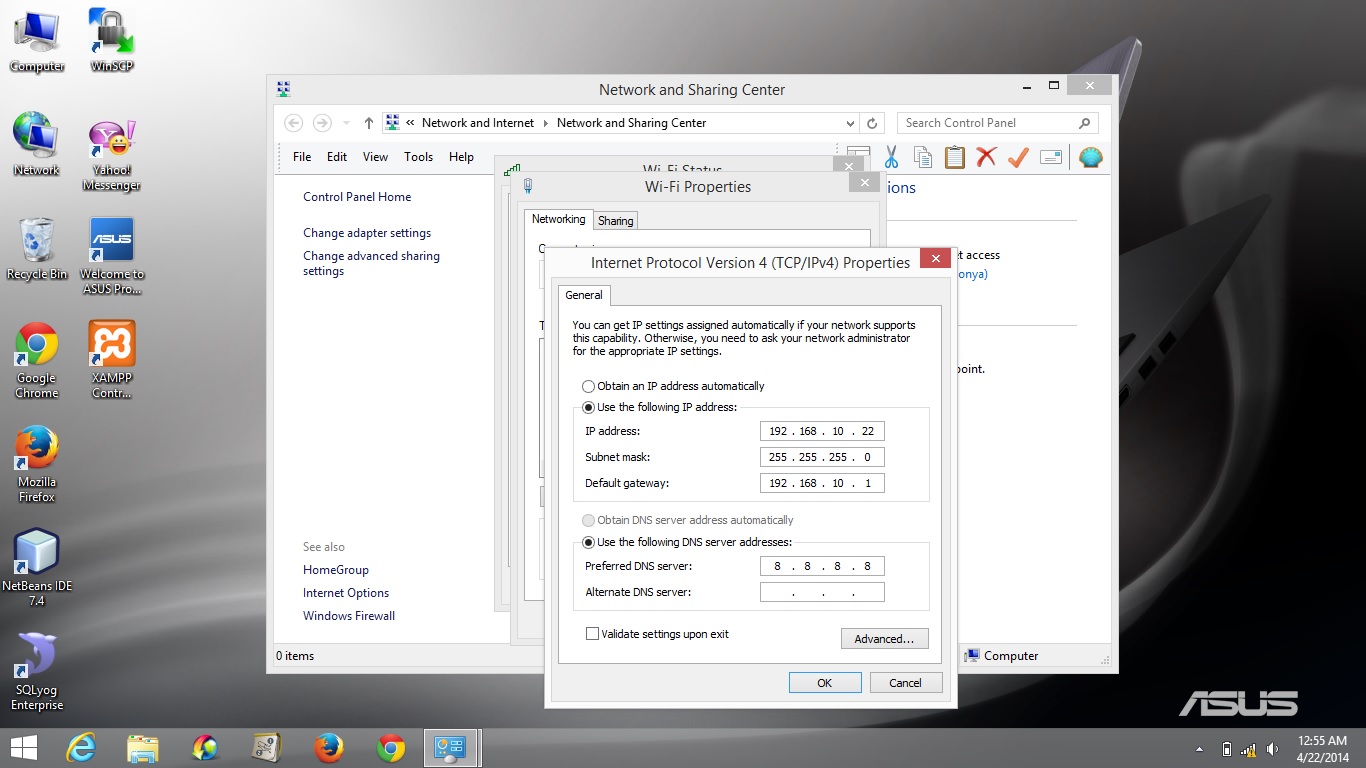 Computer
WinSCP
Network
Yahoo!
Messenger
Recycle Bin
ASUS
Welcome to
ASUS Pro...
Google
Chrome
XAMPP
Contr...
Mozilla
Firefox
NetBeans IDE
7.4
SQLyog
Enterprise
Network and Sharing Center
Network and Internet
Network and Sharing Center
Search Control Panel
File Edit View Tools Help
Control Panel Home
Change adapter settings
Change advanced sharing
settings
See also
HomeGroup
Internet Options
Windows Firewall
0 items
Computer
Wi-Fi Status
Wi-Fi Properties
Networking
Sharing
ions
et access
onya)
point.
Internet Protocol Version 4 (TCP/IPv4) Properties
General
You can get IP settings assigned automatically if your network supports
this capability. Otherwise, you need to ask your network administrator
for the appropriate IP settings.
Obtain an IP address automatically
Use the following IP address:
IP address: 192 . 168 . 10 . 22
Subnet mask: 255 . 255 . 255 . 0
Default gateway: 192 . 168 . 10 . 1
Obtain DNS server address automatically
Use the following DNS server addresses:
Preferred DNS server: 8 . 8 . 8 . 8
Alternate DNS server: . . .
Validate settings upon exit
Advanced...
OK
Cancel
ASUS
12:55 AM
4/22/2014